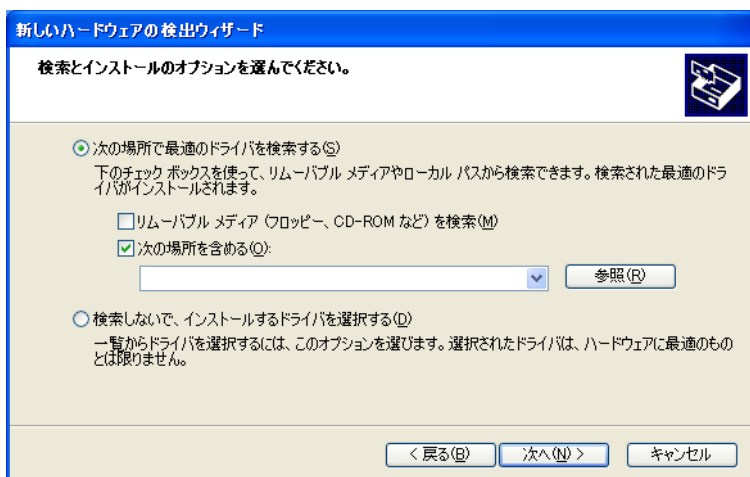 新しいハードウェアの検出ウィザード
検索とインストールのオプションを選んでください。
次の場所で最適のドライバを検索する(S)
下のチェック ボックスを使って、リムーバブル メディアやローカル パスから検索できます。検索された最適のドラ
イバがインストールされます。
リムーバブル メディア (フロッピー、CD-ROM など) を検索(M)
次の場所を含める(O):
参照(R)
検索しないで、インストールするドライバを選択する(D)
一覧からドライバを選択するには、このオプションを選びます。選択されたドライバは、ハードウェアに最適のもの
とは限りません。
< 戻る(B)
次へ(N) >
キャンセル